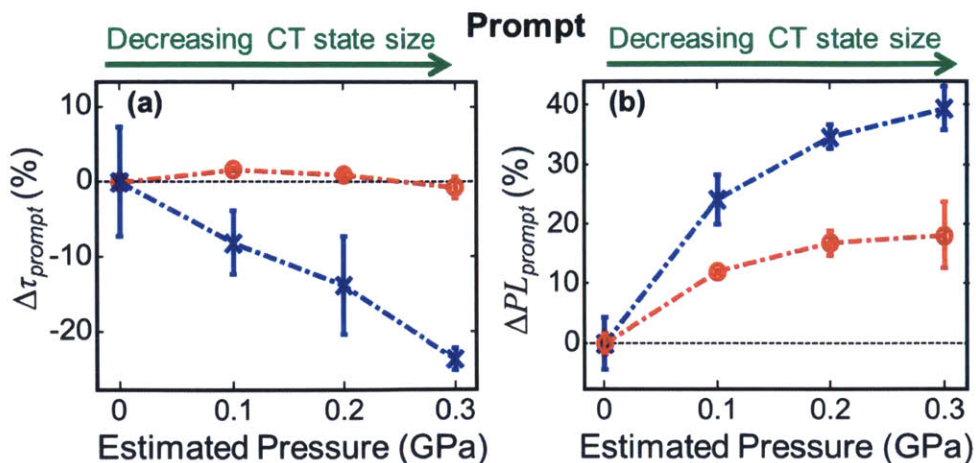 Prompt
Decreasing CT state size
Decreasing CT state size
(a)
10
0
-10
-20
Δτprompt (%)
0 0.1 0.2 0.3
Estimated Pressure (GPa)
(b)
40
30
20
10
0
ΔPLprompt (%)
0 0.1 0.2 0.3
Estimated Pressure (GPa)